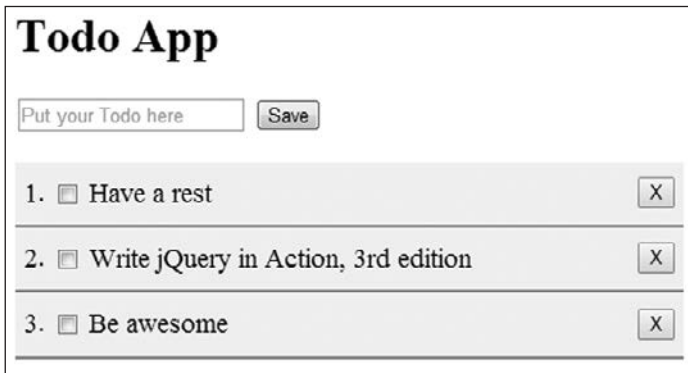 Todo App
Put your Todo here Save
1. Have a rest X
2. Write jQuery in Action, 3rd edition X
3. Be awesome X